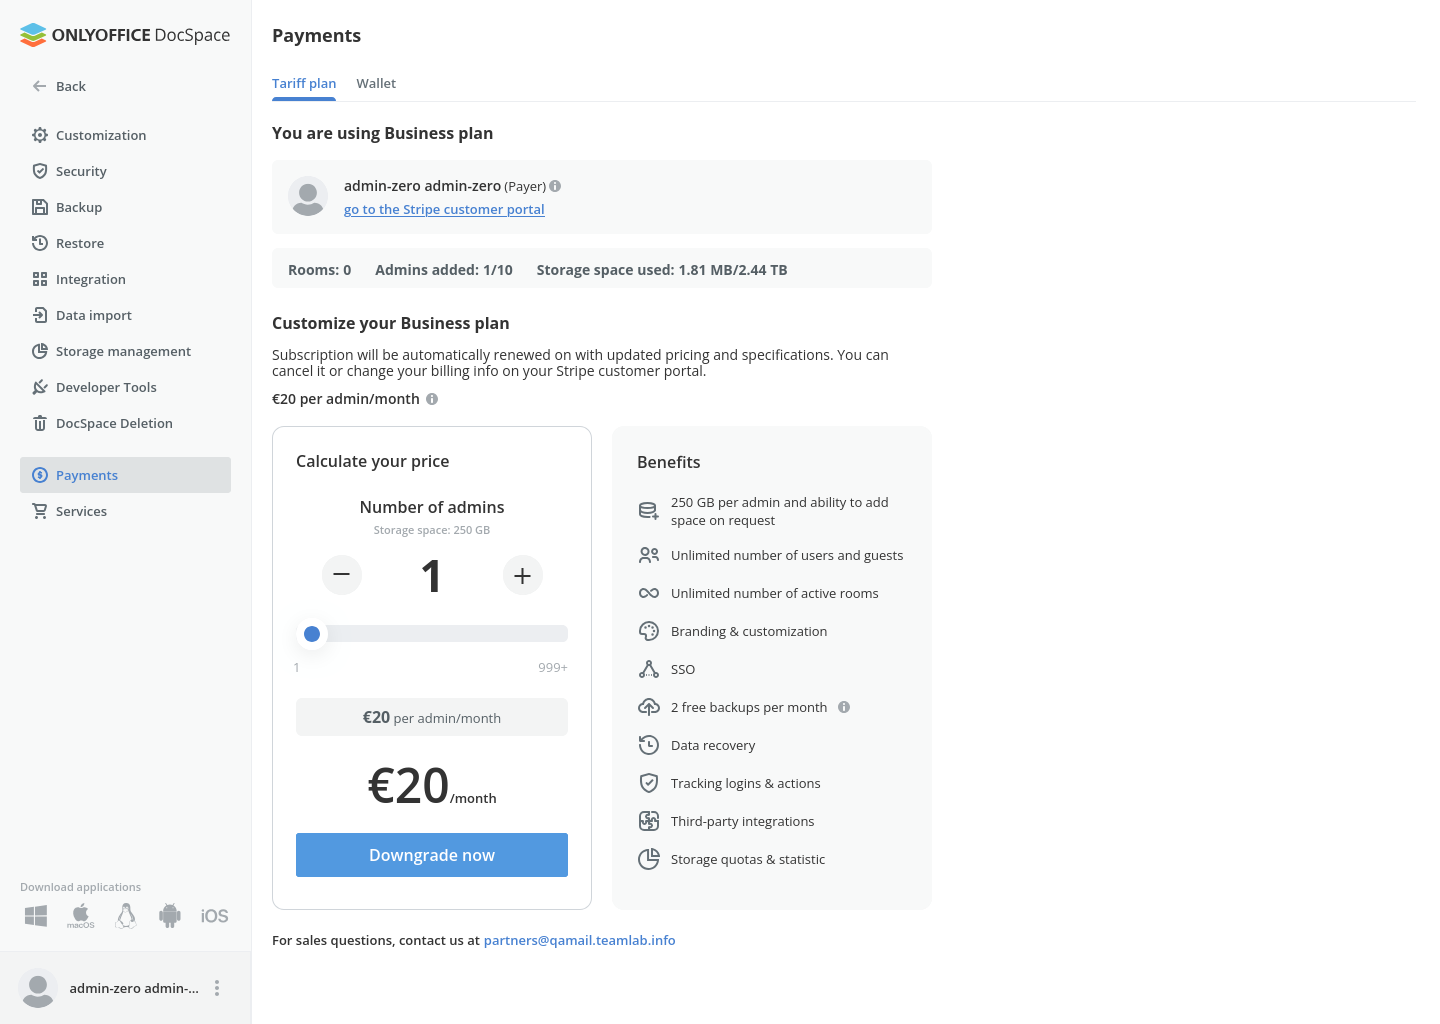 ONLYOFFICE DocSpace
Back
Customization
Security
Backup
Restore
Integration
Data import
Storage management
Developer Tools
DocSpace Deletion
Payments
Services
Download applications
macOS
iOS
admin-zero admin-...
Payments
Tariff plan Wallet
You are using Business plan
admin-zero admin-zero (Payer)
go to the Stripe customer portal
Rooms: 0 Admins added: 1/10 Storage space used: 1.81 MB/2.44 TB
Customize your Business plan
Subscription will be automatically renewed on with updated pricing and specifications. You can
cancel it or change your billing info on your Stripe customer portal.
€20 per admin/month
Calculate your price
Number of admins
Storage space: 250 GB
1
1 999+
€20 per admin/month
€20/month
Downgrade now
Benefits
250 GB per admin and ability to add
space on request
Unlimited number of users and guests
Unlimited number of active rooms
Branding & customization
SSO
2 free backups per month
Data recovery
Tracking logins & actions
Third-party integrations
Storage quotas & statistic
For sales questions, contact us at partners@qamail.teamlab.info